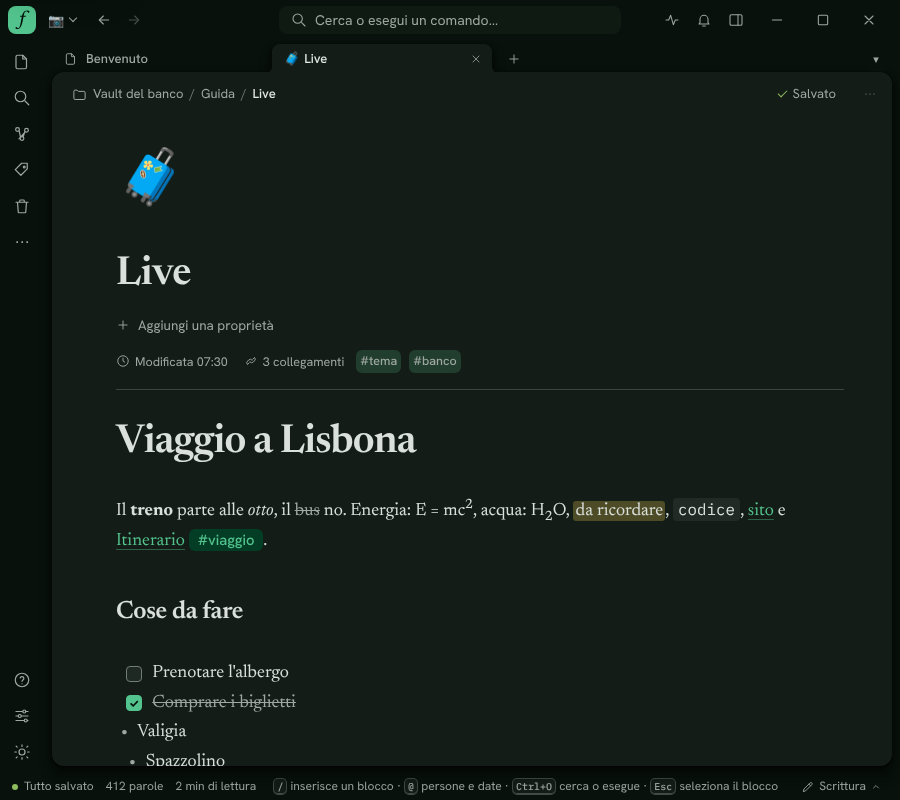 f
Cerca o esegui un comando...
Benvenuto
Live
Vault del banco / Guida / Live
Salvato
Live
Aggiungi una proprietà
Modificata 07:30 3 collegamenti #tema #banco
Viaggio a Lisbona
Il treno parte alle otto, il bus no. Energia: E = mc², acqua: H₂O, da ricordare, codice, sito e
Itinerario #viaggio.
Cose da fare
Prenotare l'albergo
Comprare i biglietti
• Valigia
• Spazzolino
Tutto salvato 412 parole 2 min di lettura / inserisce un blocco · @ persone e date · Ctrl+O cerca o esegue · Esc seleziona il blocco Scrittura